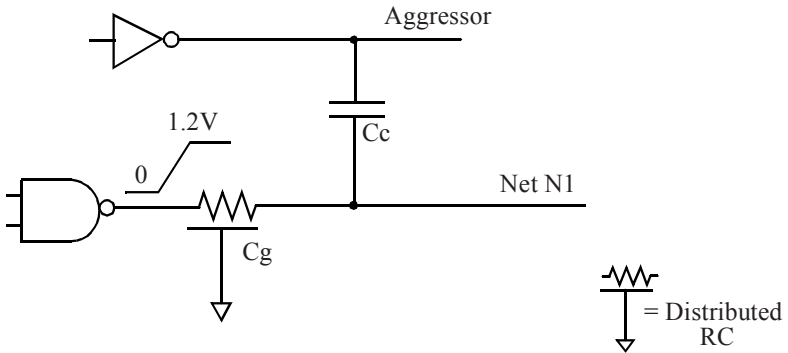 Aggressor
1.2V
Cc
0
Net N1
Cg
= Distributed
RC